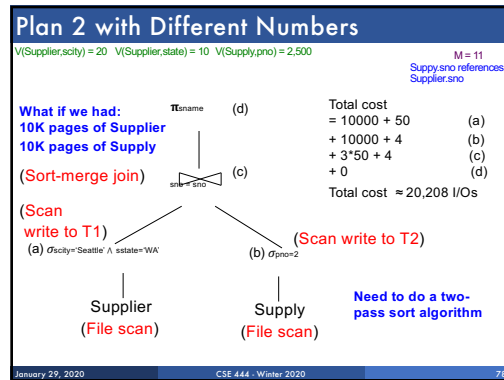 Plan 2 with Different Numbers
V(Supplier,scity) = 20 V(Supplier,state) = 10 V(Supply,pno) = 2,500
M = 11
Suppy.sno references
Supplier.sno
What if we had:
10K pages of Supplier
10K pages of Supply
πsname (d)
Total cost
= 10000 + 50 (a)
+ 10000 + 4 (b)
+ 3*50 + 4 (c)
+ 0 (d)
Total cost ≈ 20,208 I/Os
(Sort-merge join)
sno = sno
(c)
(Scan
write to T1)
(a) σscity='Seattle' ∧ sstate='WA'
(Scan write to T2)
(b) σpno=2
Supplier
(File scan)
Supply
(File scan)
Need to do a two-
pass sort algorithm
January 29, 2020 CSE 444 - Winter 2020 78